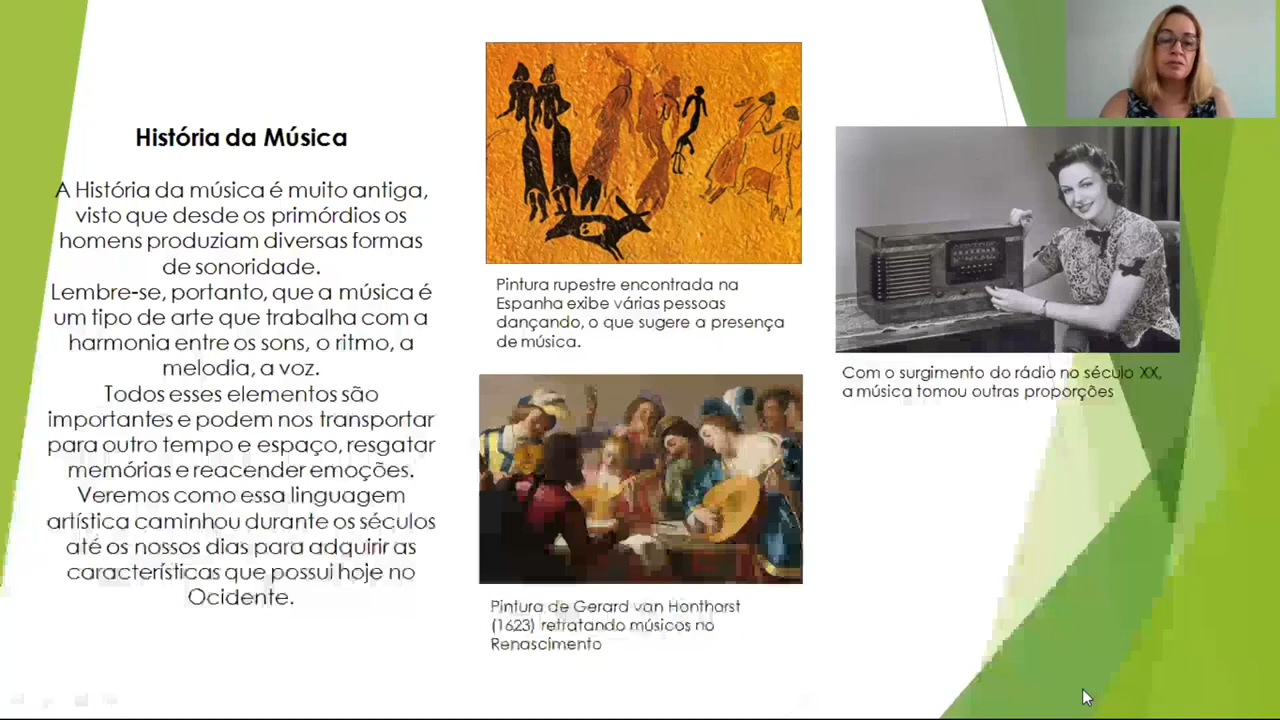 História da Música
A História da música é muito antiga,
visto que desde os primórdios os
homens produziam diversas formas
de sonoridade.
Lembre-se, portanto, que a música é
um tipo de arte que trabalha com a
harmonia entre os sons, o ritmo, a
melodia, a voz.
Todos esses elementos são
importantes e podem nos transportar
para outro tempo e espaço, resgatar
memórias e reacender emoções.
Veremos como essa linguagem
artística caminhou durante os séculos
até os nossos dias para adquirir as
características que possui hoje no
Ocidente.
Pintura rupestre encontrada na
Espanha exibe várias pessoas
dançando, o que sugere a presença
de música.
Pintura de Gerard van Honthorst
(1623) retratando músicos no
Renascimento
Com o surgimento do rádio no século XX,
a música tomou outras proporções